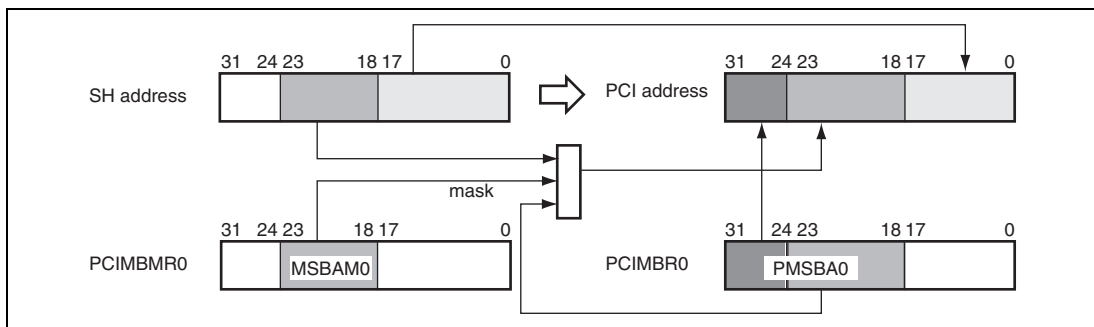 31 24 23 18 17 0
SH address
31 24 23 18 17 0
PCI address
mask
31 24 23 18 17 0
PCIMBMR0
MSBAM0
31 24 23 18 17 0
PCIMBR0
PMSBA0